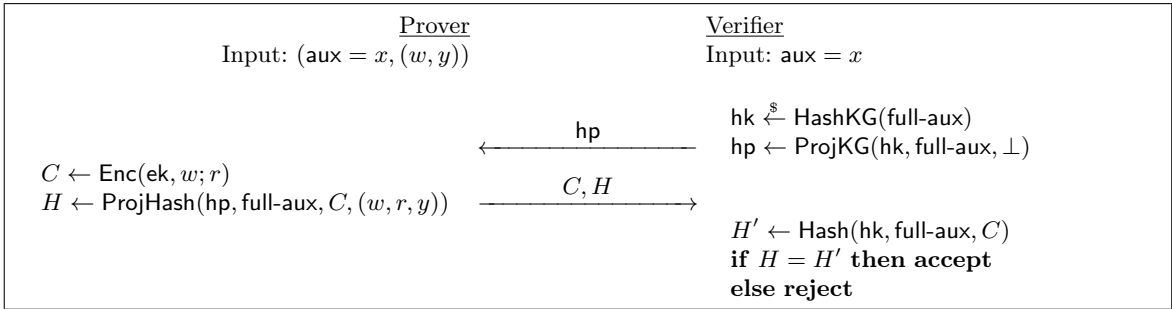 Prover
Verifier
Input: (aux = x, (w, y))
Input: aux = x
hk $← HashKG(full-aux)
hp
hp ← ProjKG(hk, full-aux, ⊥)
C ← Enc(ek, w; r)
H ← ProjHash(hp, full-aux, C, (w, r, y))
C, H
H′ ← Hash(hk, full-aux, C)
if H = H′ then accept
else reject